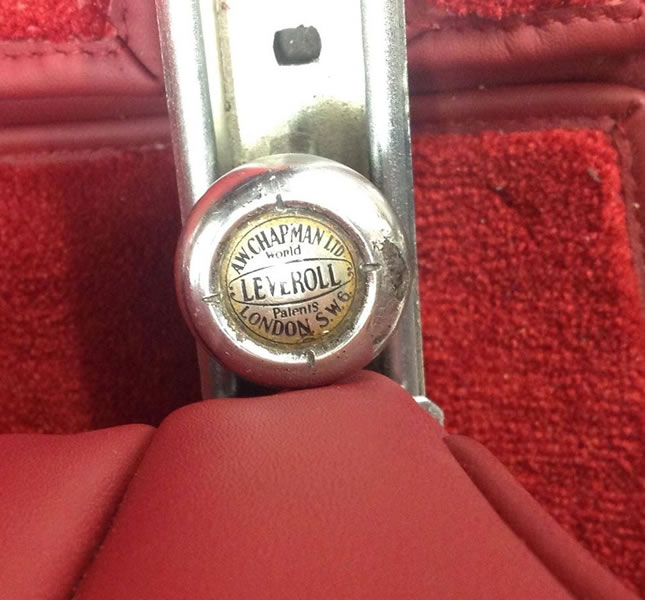 A.W. CHAPMAN LTD
World
LEVEROLL
Patents
LONDON. S.W.6.